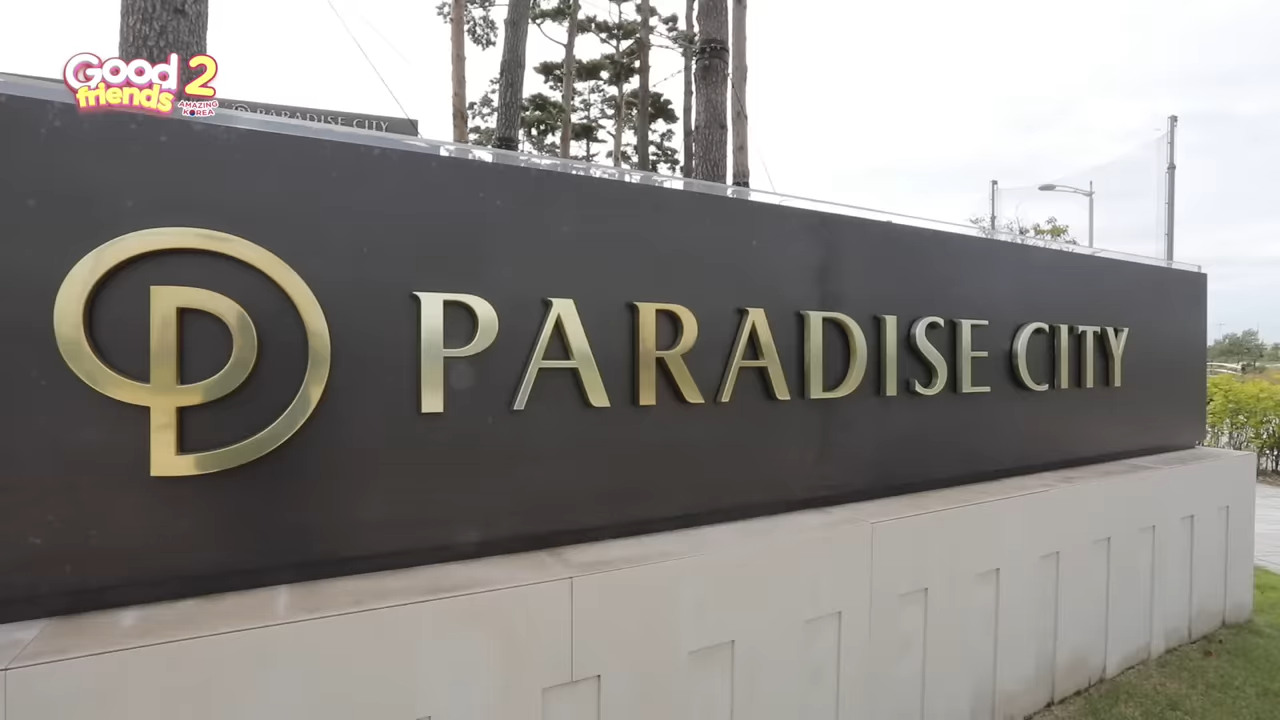 Good 2
friends
AMAZING
KOREA
PARADISE CITY
PARADISE CITY